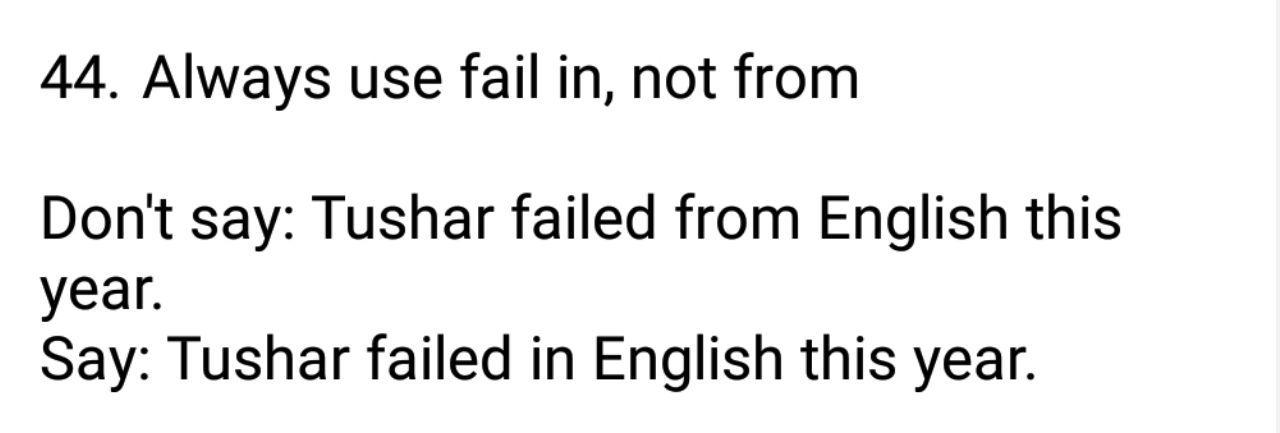 44. Always use fail in, not from
Don't say: Tushar failed from English this
year.
Say: Tushar failed in English this year.